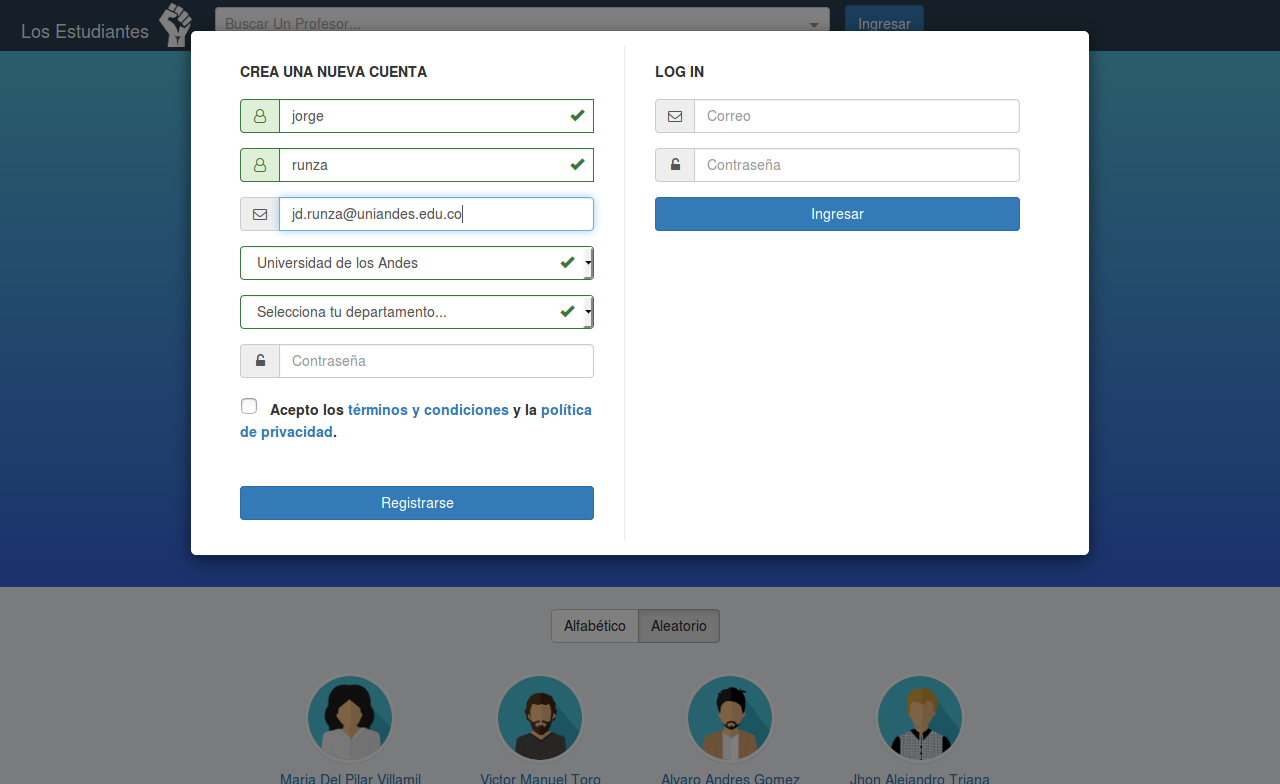 Los Estudiantes
Buscar Un Profesor...
Ingresar
CREA UNA NUEVA CUENTA
jorge
runza
jd.runza@uniandes.edu.co
Universidad de los Andes
Selecciona tu departamento...
Contraseña
Acepto los términos y condiciones y la política
de privacidad.
Registrarse
LOG IN
Correo
Contraseña
Ingresar
Alfabético
Aleatorio
Maria Del Pilar Villamil
Victor Manuel Toro
Alvaro Andres Gomez
Jhon Alejandro Triana